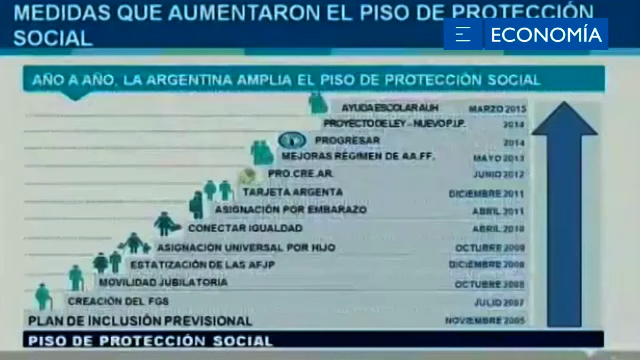 MEDIDAS QUE AUMENTARON EL PISO DE PROTECCIÓN
SOCIAL
E ECONOMÍA
AÑO A AÑO, LA ARGENTINA AMPLIA EL PISO DE PROTECCIÓN SOCIAL
AYUDA ESCOLAR AUH MARZO 2015
PROYECTO DE LEY - NUEVO P.I.P. 2014
PROGRESAR 2014
MEJORAS RÉGIMEN DE AA.FF. MAYO 2013
PRO.CRE.AR. JUNIO 2012
TARJETA ARGENTA DICIEMBRE 2011
ASIGNACIÓN POR EMBARAZO ABRIL 2011
CONECTAR IGUALDAD ABRIL 2010
ASIGNACIÓN UNIVERSAL POR HIJO OCTUBRE 2009
ESTATIZACIÓN DE LAS AFJP DICIEMBRE 2008
MOVILIDAD JUBILATORIA OCTUBRE 2008
CREACIÓN DEL FGS JULIO 2007
PLAN DE INCLUSIÓN PREVISIONAL NOVIEMBRE 2005
PISO DE PROTECCIÓN SOCIAL